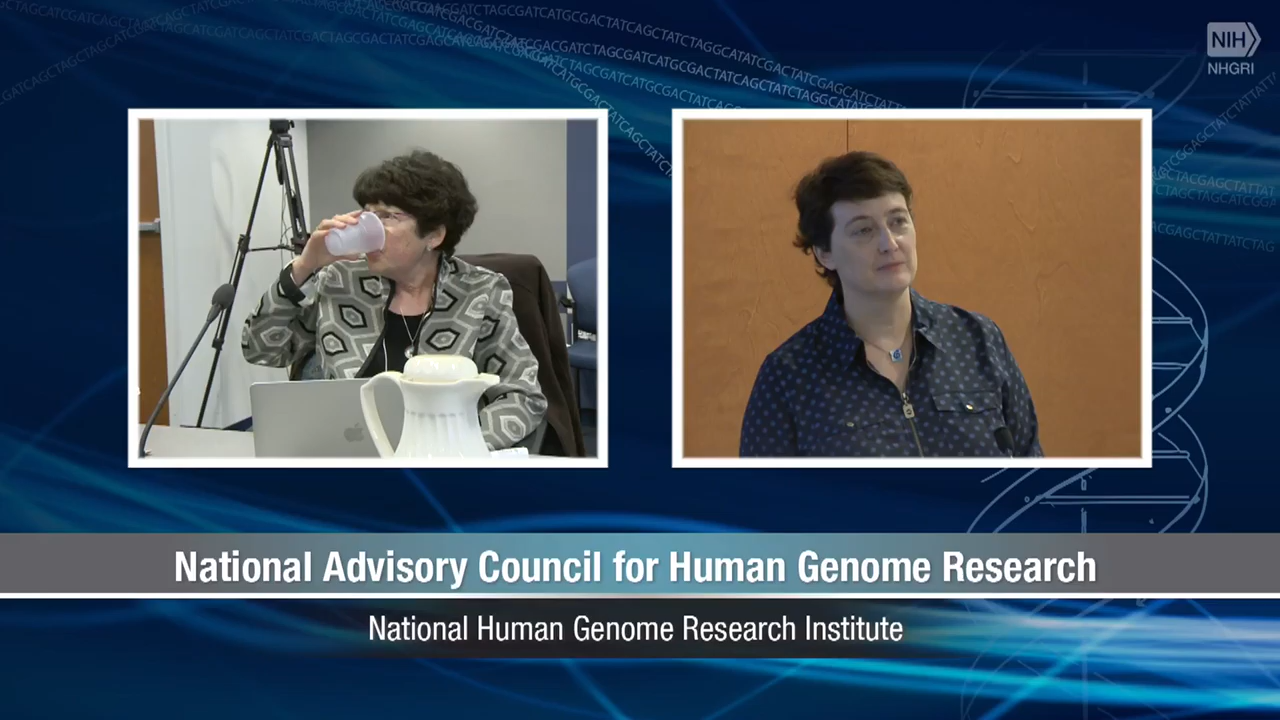 NIH
NHGRI
National Advisory Council for Human Genome Research
National Human Genome Research Institute